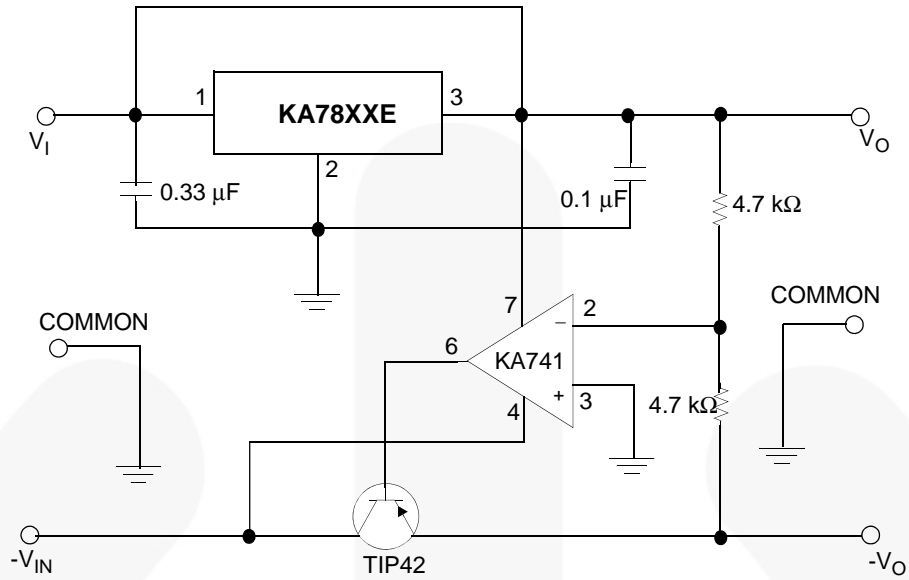 1
KA78XXE
3
V_I
2
V_O
0.33 μF
0.1 μF
4.7 kΩ
COMMON
7
−
2
COMMON
6
KA741
4
+
3
4.7 kΩ
-V_IN
TIP42
-V_O